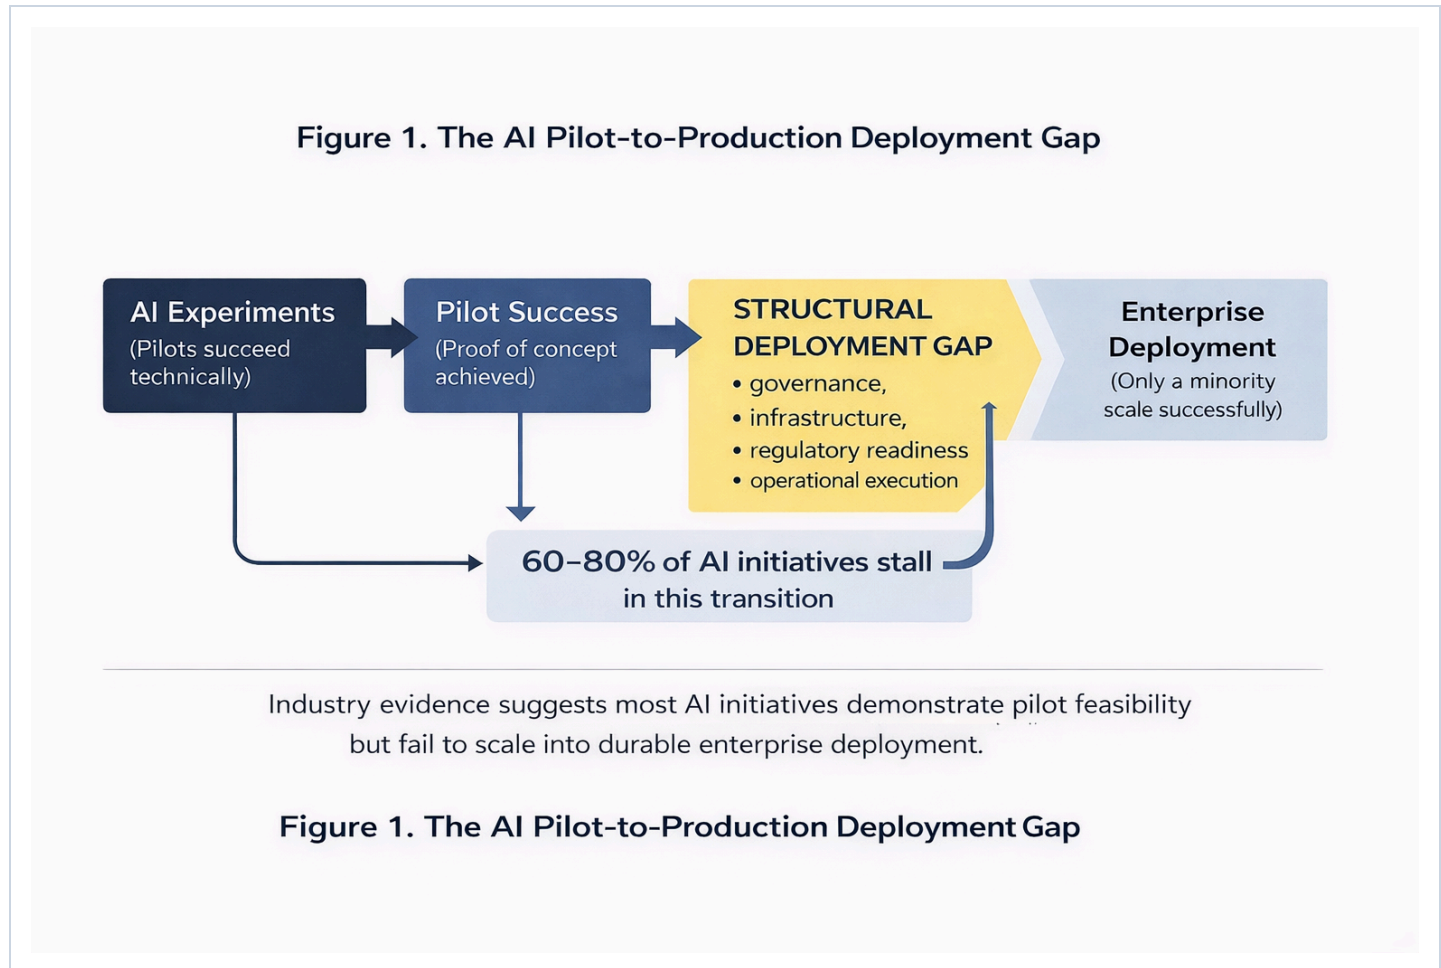 Figure 1. The AI Pilot-to-Production Deployment Gap
AI Experiments
(Pilots succeed
technically)
Pilot Success
(Proof of concept
achieved)
STRUCTURAL
DEPLOYMENT GAP
• governance,
• infrastructure,
• regulatory readiness
• operational execution
Enterprise
Deployment
(Only a minority
scale successfully)
60–80% of AI initiatives stall
in this transition
Industry evidence suggests most AI initiatives demonstrate pilot feasibility
but fail to scale into durable enterprise deployment.
Figure 1. The AI Pilot-to-Production Deployment Gap